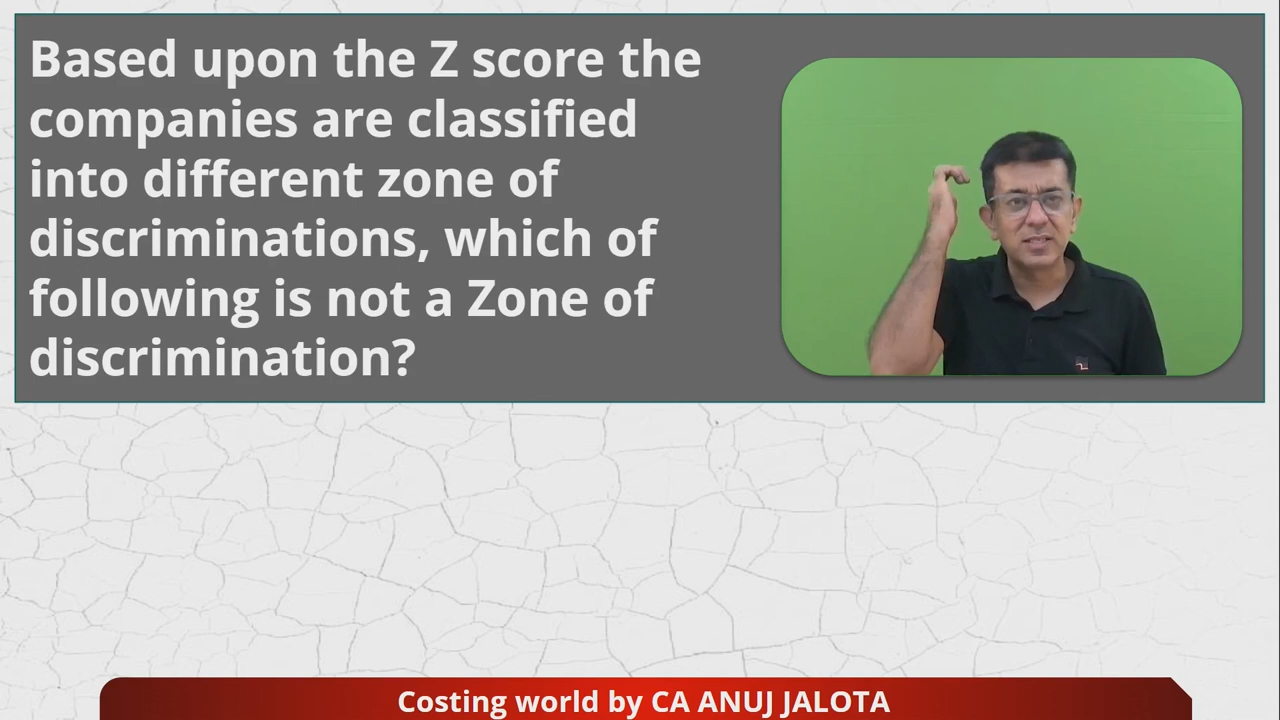 Based upon the Z score the
companies are classified
into different zone of
discriminations, which of
following is not a Zone of
discrimination?
Costing world by CA ANUJ JALOTA